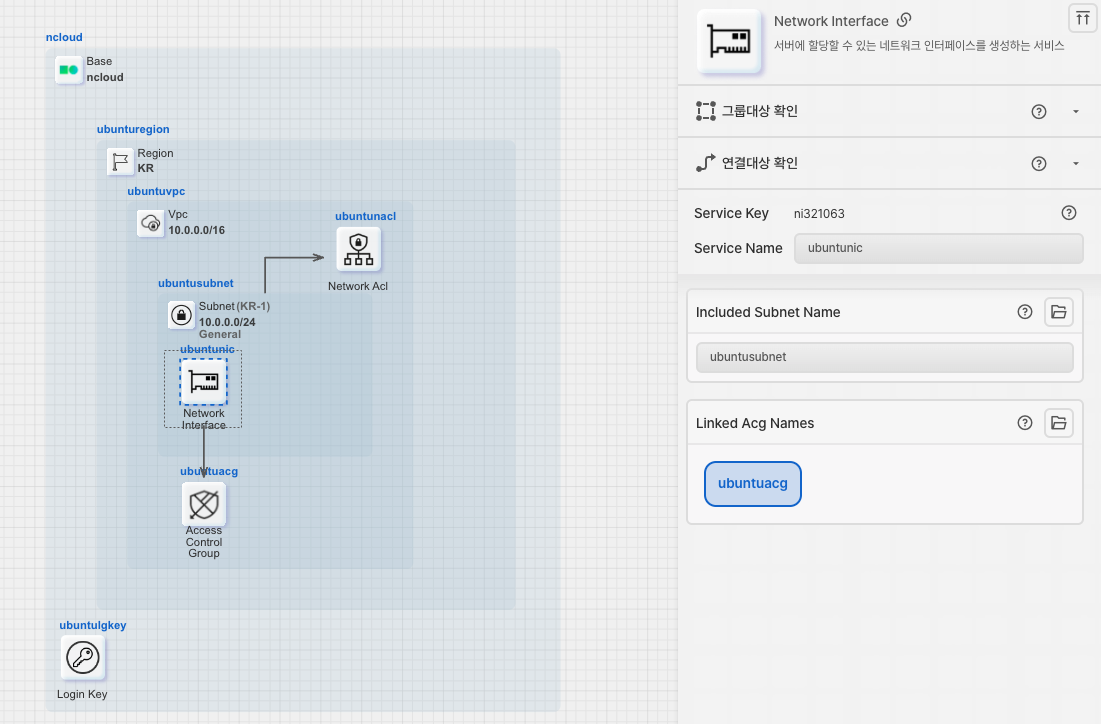 ncloud
Base
ncloud
ubunturegion
Region
KR
ubuntuvpc
Vpc
10.0.0.0/16
ubuntunacl
Network Acl
ubuntusubnet
Subnet (KR-1)
10.0.0.0/24
General
ubuntunic
Network
Interface
ubuntuacg
Access
Control
Group
ubuntulgkey
Login Key
Network Interface
서버에 할당할 수 있는 네트워크 인터페이스를 생성하는 서비스
그룹대상 확인
연결대상 확인
Service Key ni321063
Service Name ubuntunic
Included Subnet Name
ubuntusubnet
Linked Acg Names
ubuntuacg